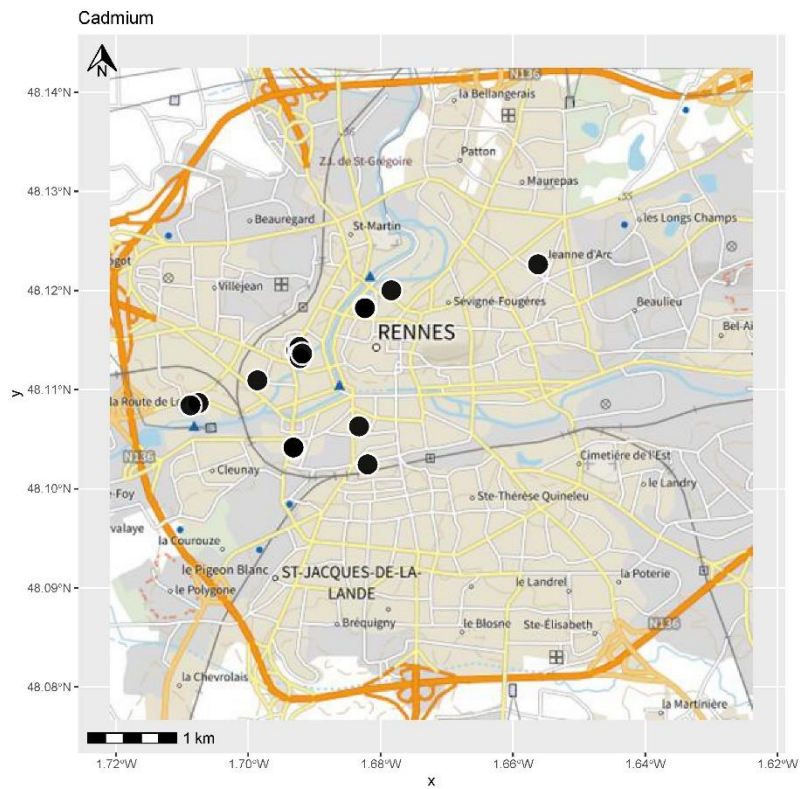 Cadmium
N
N136
la Bellangerais
36
Z.I. de St-Grégoire
Patton
Maurepas
35
Beauregard
St-Martin
les Longs Champs
Jeanne d'Arc
Villejean
Sévigné-Fougères
Beaulieu
RENNES
la Route de
N136
Cleunay
Cimetière de l'Est
le Landry
Ste-Thérèse Quineleu
la Courouze
le Pigeon Blanc
ST-JACQUES-DE-LA-
LANDE
le Polygone
le Landrel
la Poterie
Bréquigny
le Blosne
Ste-Élisabeth
N136
la Chevrolais
la Martinière
1 km
48.14°N
48.13°N
48.12°N
48.11°N
48.10°N
48.09°N
48.08°N
y
1.72°W
1.70°W
1.68°W
1.66°W
1.64°W
1.62°W
x